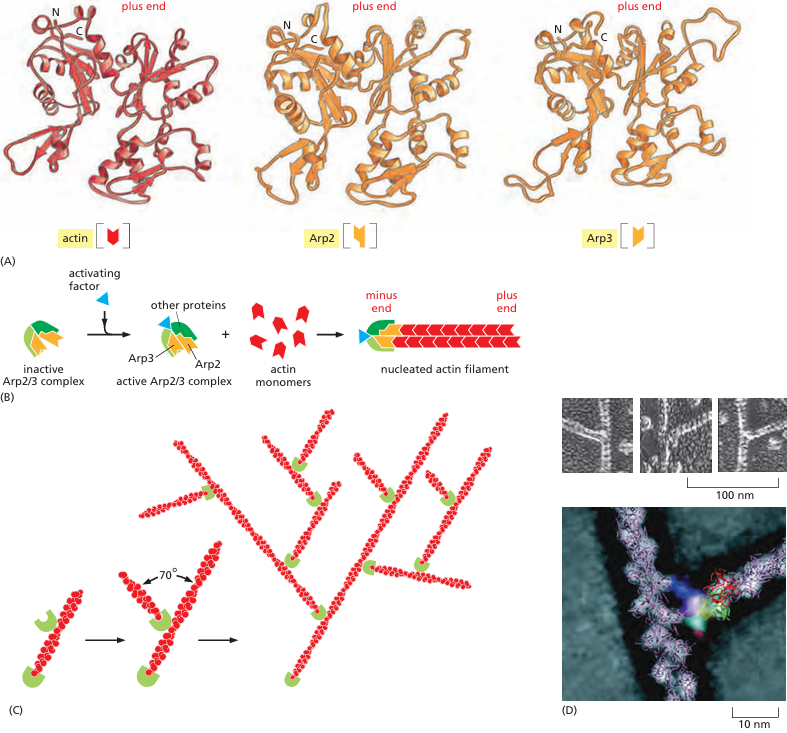 plus end
plus end
plus end
N
C
N
C
N
C
actin
Arp2
Arp3
(A)
activating
factor
other proteins
minus
end
plus
end
+
Arp3
Arp2
inactive
Arp2/3 complex
active Arp2/3 complex
actin
monomers
nucleated actin filament
(B)
100 nm
70°
(C)
(D)
10 nm